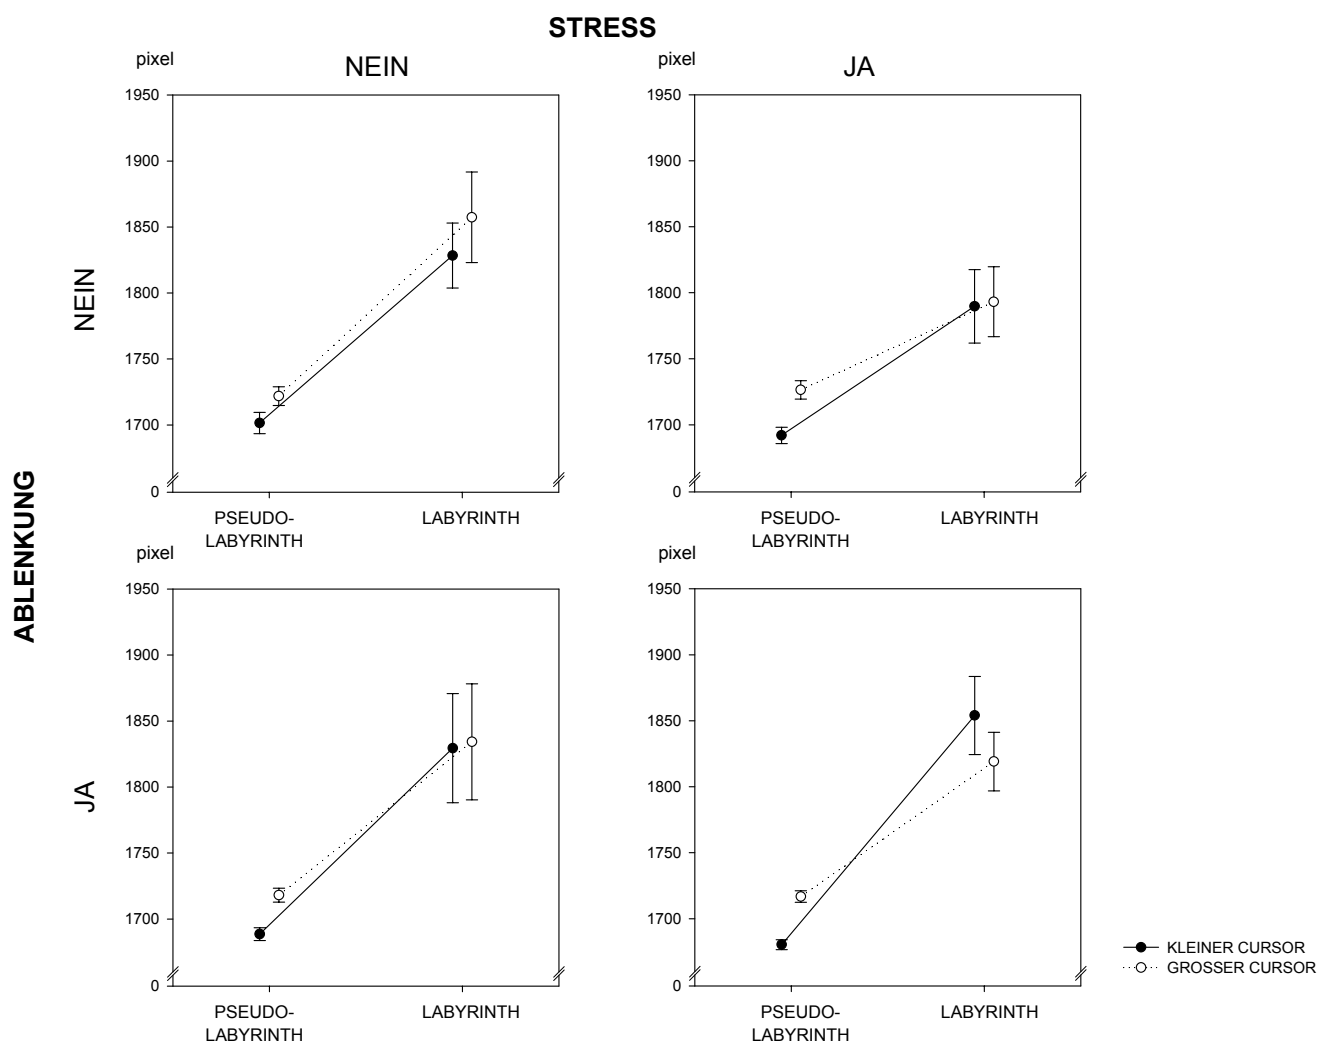 STRESS
pixel
NEIN
pixel
JA
1950
1900
1850
1800
1750
1700
0
PSEUDO-
LABYRINTH
LABYRINTH
1950
1900
1850
1800
1750
1700
0
PSEUDO-
LABYRINTH
LABYRINTH
NEIN
ABLENKUNG
JA
pixel
1950
1900
1850
1800
1750
1700
0
PSEUDO-
LABYRINTH
LABYRINTH
pixel
1950
1900
1850
1800
1750
1700
0
PSEUDO-
LABYRINTH
LABYRINTH
KLEINER CURSOR
GROSSER CURSOR